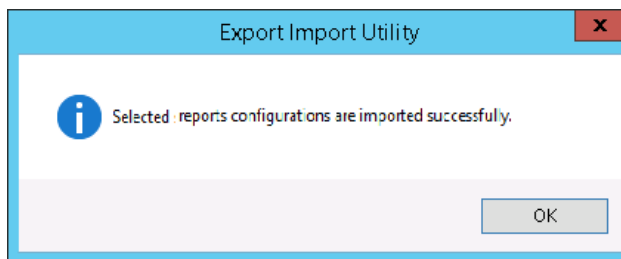 Export Import Utility
x
Selected reports configurations are imported successfully.
OK